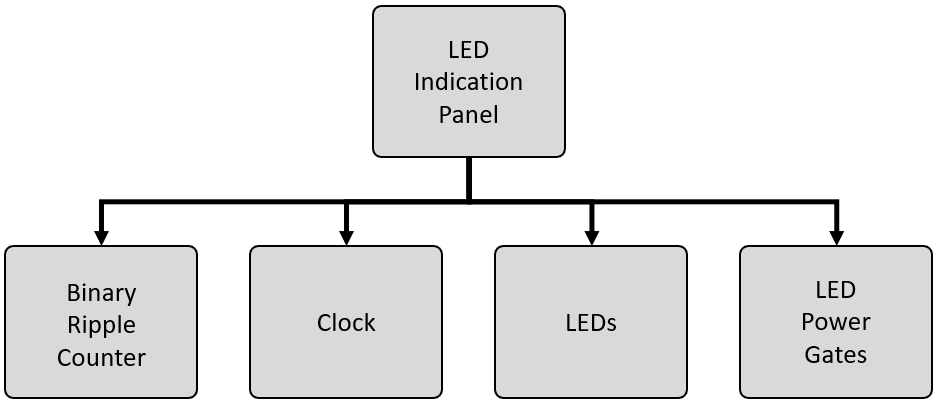 LED
Indication
Panel
Binary
Ripple
Counter
Clock
LEDs
LED
Power
Gates